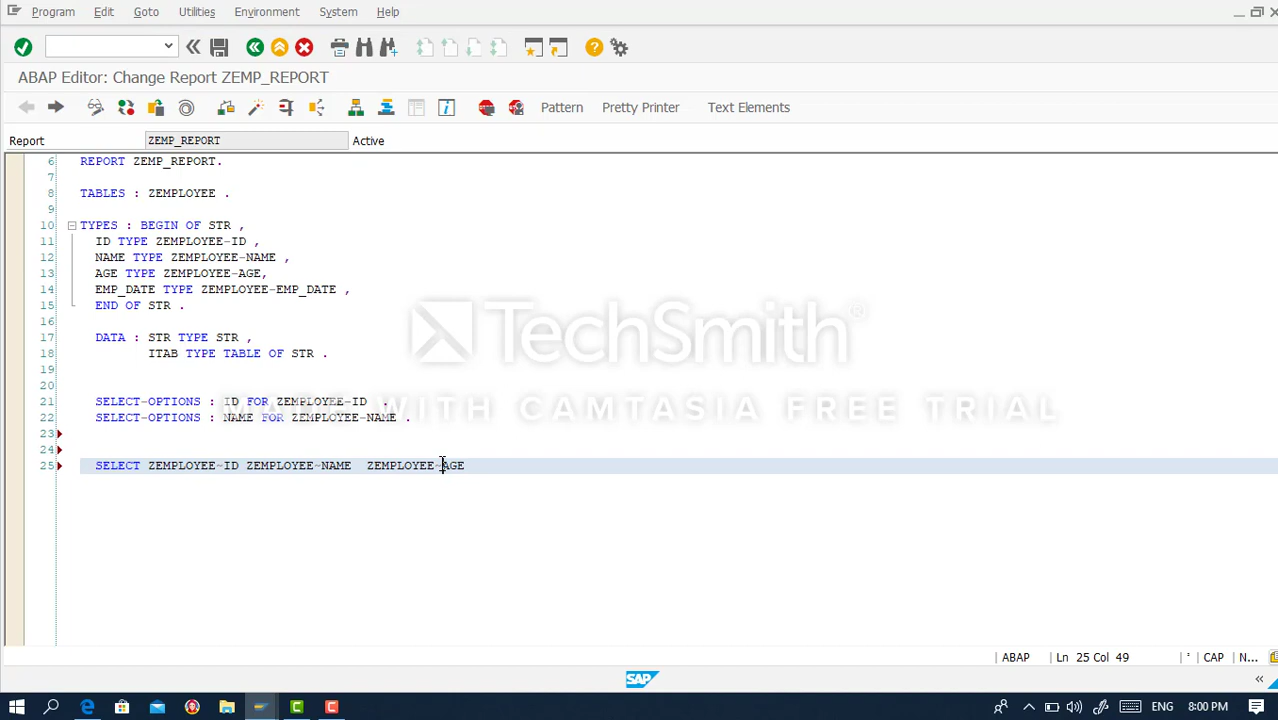 Program Edit Goto Utilities Environment System Help
ABAP Editor: Change Report ZEMP_REPORT
Pattern Pretty Printer Text Elements
Report ZEMP_REPORT Active
6 REPORT ZEMP_REPORT.
7
8 TABLES : ZEMPLOYEE .
9
10 TYPES : BEGIN OF STR ,
11 ID TYPE ZEMPLOYEE-ID ,
12 NAME TYPE ZEMPLOYEE-NAME ,
13 AGE TYPE ZEMPLOYEE-AGE,
14 EMP_DATE TYPE ZEMPLOYEE-EMP_DATE ,
15 END OF STR .
16
17 DATA : STR TYPE STR ,
18 ITAB TYPE TABLE OF STR .
19
20
21 SELECT-OPTIONS : ID FOR ZEMPLOYEE-ID .
22 SELECT-OPTIONS : NAME FOR ZEMPLOYEE-NAME .
23
24
25 SELECT ZEMPLOYEE~ID ZEMPLOYEE~NAME ZEMPLOYEE~AGE
TechSmith®
MADE WITH CAMTASIA FREE TRIAL
ABAP Ln 25 Col 49 CAP N...
SAP
ENG 8:00 PM